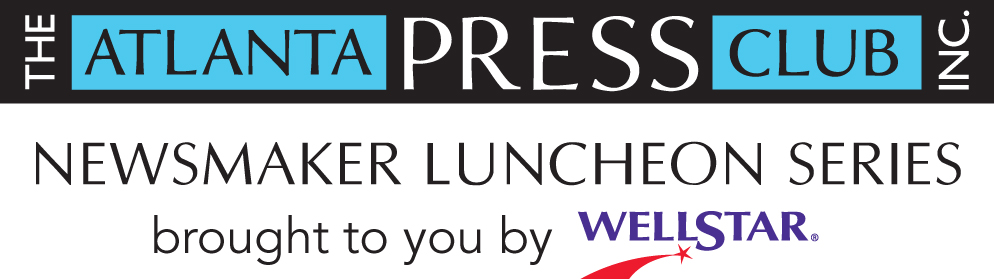 THE ATLANTA PRESS CLUB INC.
NEWSMAKER LUNCHEON SERIES
brought to you by WELLSTAR®